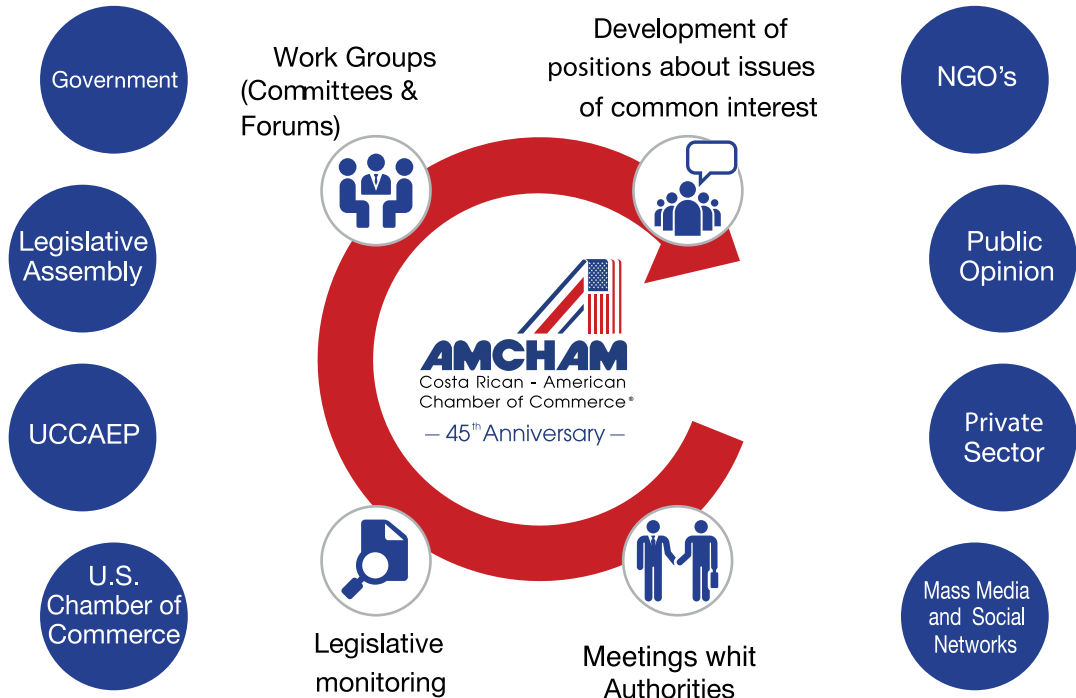 Government
Legislative
Assembly
UCCAEP
U.S.
Chamber of
Commerce
Work Groups
(Committees &
Forums)
Development of
positions about issues
of common interest
AMCHAM
Costa Rican - American
Chamber of Commerce®
– 45th Anniversary –
Legislative
monitoring
Meetings whit
Authorities
NGO's
Public
Opinion
Private
Sector
Mass Media
and Social
Networks